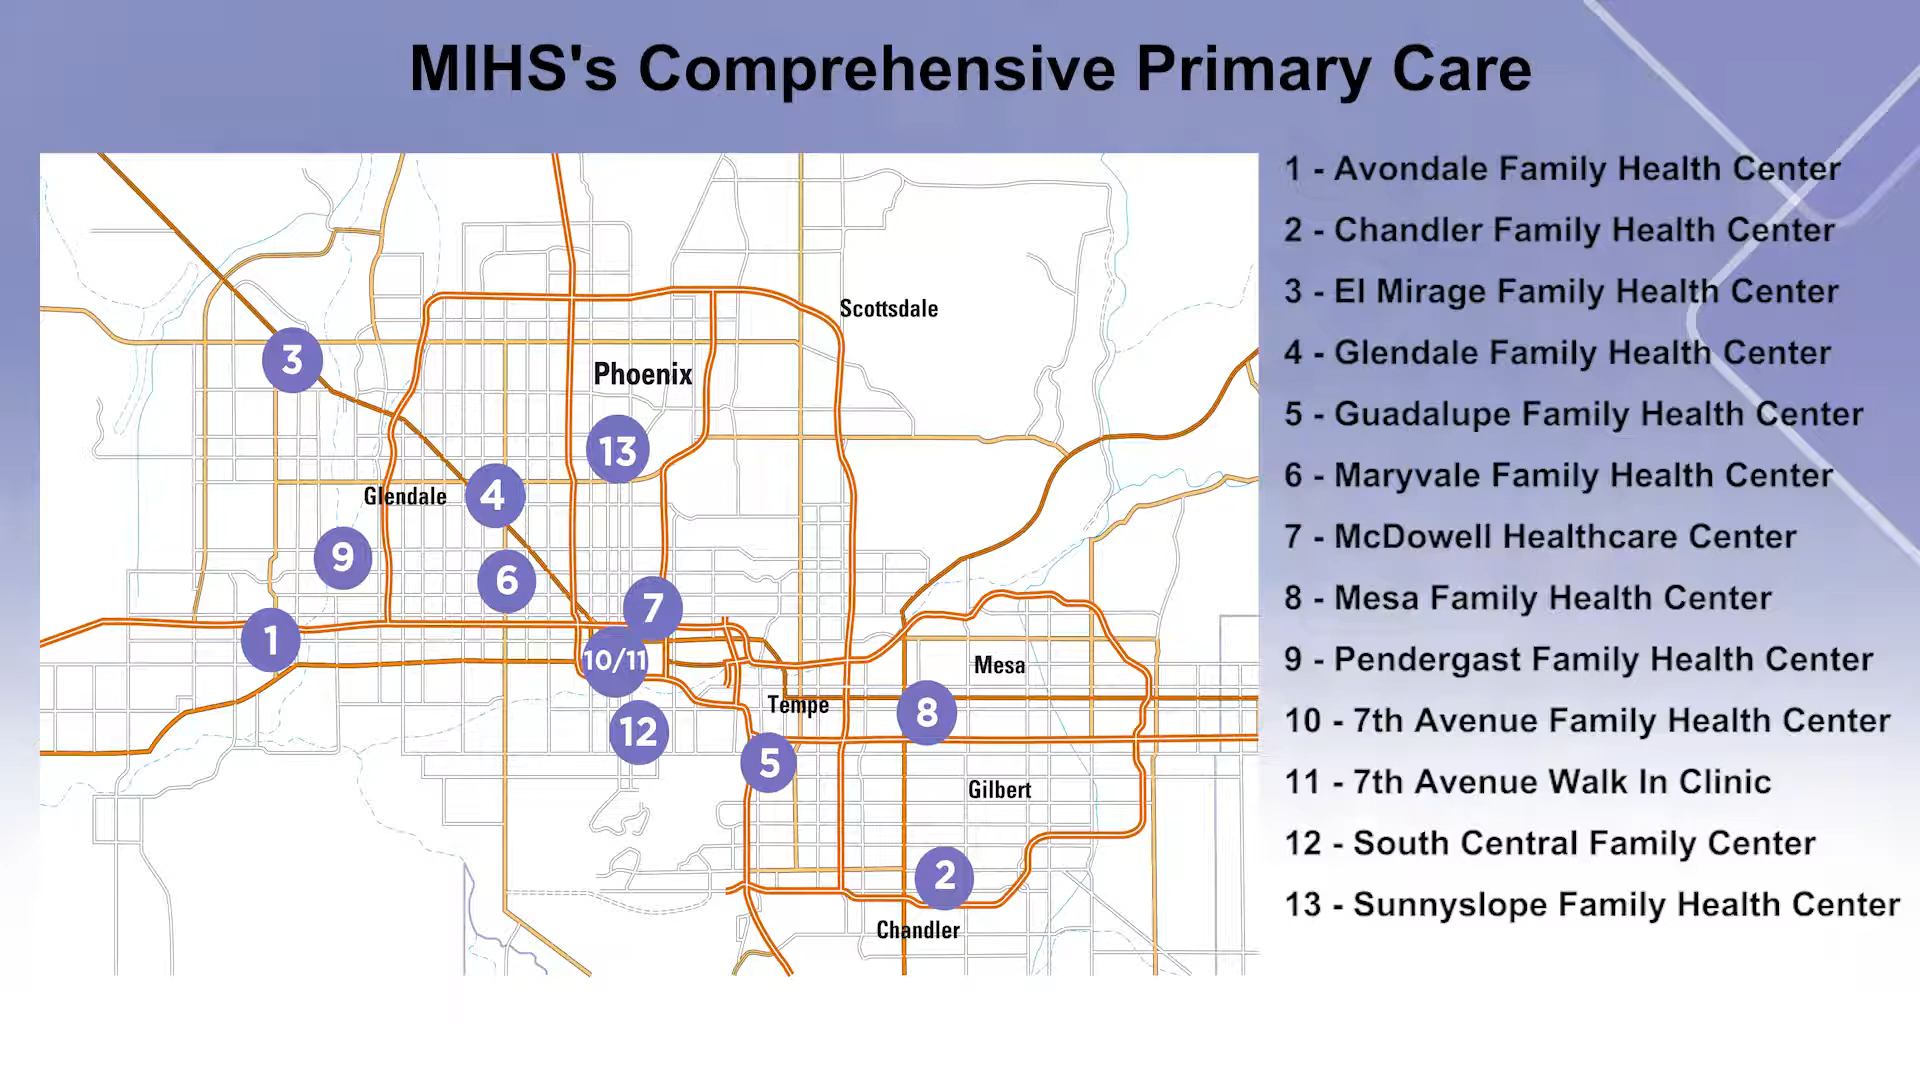 MIHS's Comprehensive Primary Care
1 - Avondale Family Health Center
2 - Chandler Family Health Center
3 - El Mirage Family Health Center
4 - Glendale Family Health Center
5 - Guadalupe Family Health Center
6 - Maryvale Family Health Center
7 - McDowell Healthcare Center
8 - Mesa Family Health Center
9 - Pendergast Family Health Center
10 - 7th Avenue Family Health Center
11 - 7th Avenue Walk In Clinic
12 - South Central Family Center
13 - Sunnyslope Family Health Center
Scottsdale
3
Phoenix
13
Glendale
4
9
6
7
1
10/11
Mesa
Tempe
8
12
5
Gilbert
2
Chandler